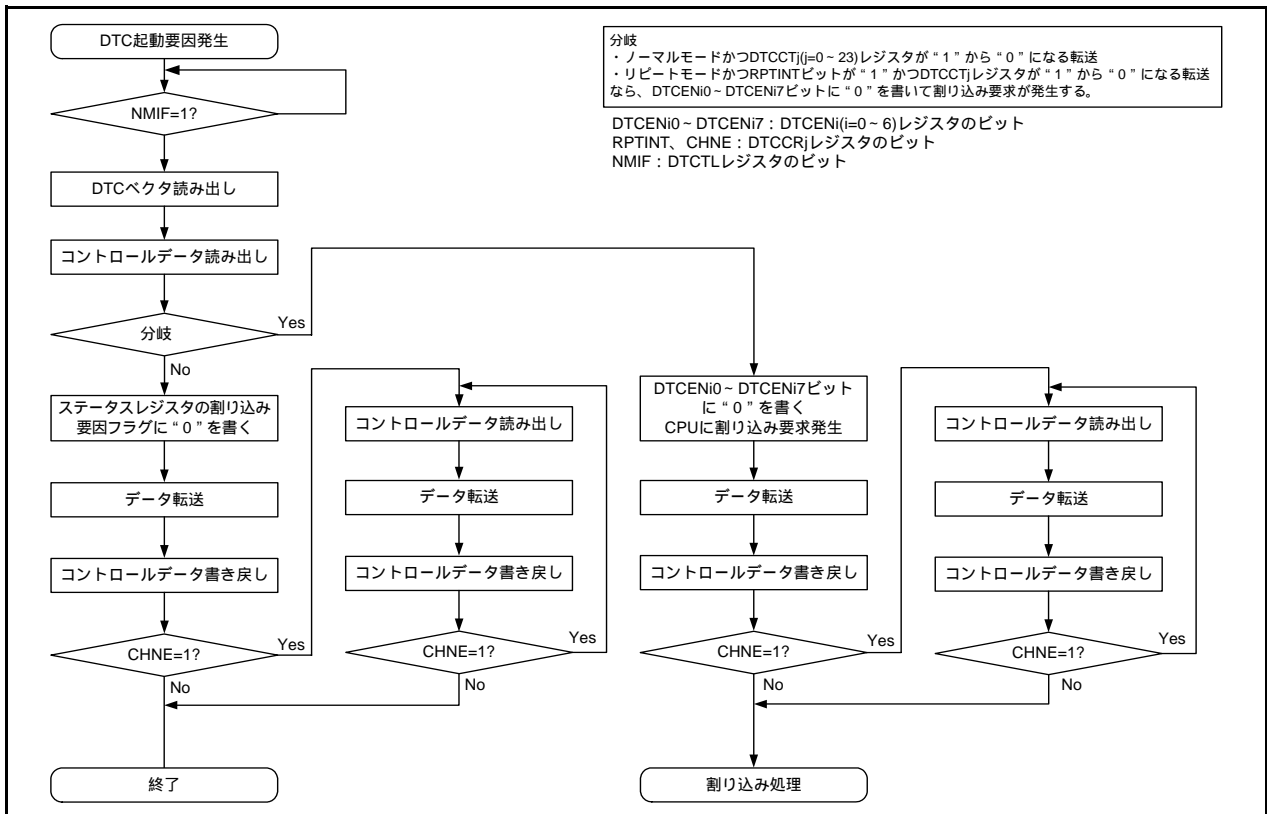 DTC起動要因発生
NMIF=1?
DTCベクタ読み出し
コントロールデータ読み出し
分岐
Yes
No
ステータスレジスタの割り込み
要因フラグに“0”を書く
データ転送
コントロールデータ書き戻し
CHNE=1?
Yes
No
終了
コントロールデータ読み出し
データ転送
コントロールデータ書き戻し
CHNE=1?
Yes
No
分岐
・ノーマルモードかつDTCCTj(j=0~23)レジスタが“1”から“0”になる転送
・リピートモードかつRPTINTビットが“1”かつDTCCTjレジスタが“1”から“0”になる転送
なら、DTCENi0~DTCENi7ビットに“0”を書いて割り込み要求が発生する。
DTCENi0~DTCENi7:DTCENi(i=0~6)レジスタのビット
RPTINT、CHNE:DTCCRjレジスタのビット
NMIF:DTCTLレジスタのビット
DTCENi0~DTCENi7ビット
に“0”を書く
CPUに割り込み要求発生
データ転送
コントロールデータ書き戻し
CHNE=1?
Yes
No
割り込み処理
コントロールデータ読み出し
データ転送
コントロールデータ書き戻し
CHNE=1?
Yes
No